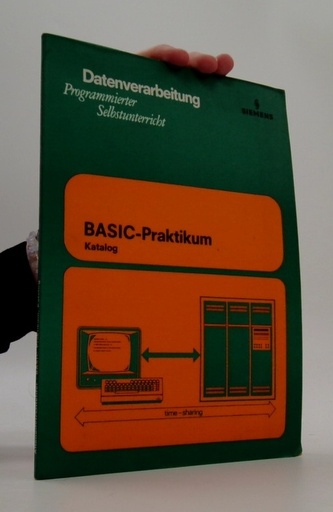 Datenverarbeitung
Programmierter
Selbstunterricht
SIEMENS
BASIC-Praktikum
Katalog
time-sharing